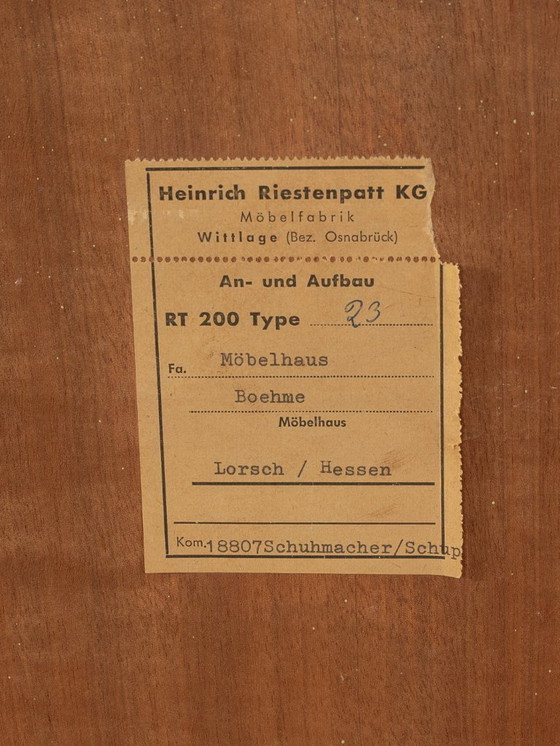 Heinrich Riestenpatt KG
Möbelfabrik
Wittlage (Bez. Osnabrück)
An- und Aufbau
RT 200 Type 23
Fa. Möbelhaus
Boehme
Möbelhaus
Lorsch / Hessen
Kom. 18807Schuhmacher/Schup